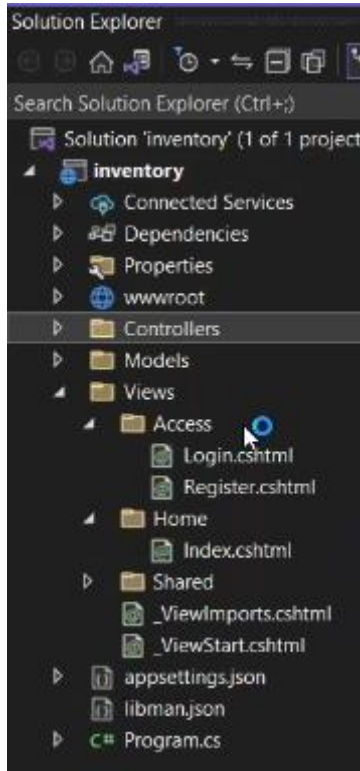 Solution Explorer
Search Solution Explorer (Ctrl+;)
Solution 'inventory' (1 of 1 project
inventory
Connected Services
Dependencies
Properties
wwwroot
Controllers
Models
Views
Access
Login.cshtml
Register.cshtml
Home
Index.cshtml
Shared
_ViewImports.cshtml
_ViewStart.cshtml
appsettings.json
libman.json
C# Program.cs